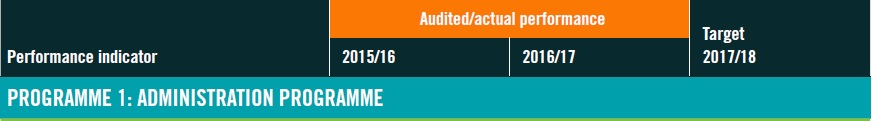 Audited/actual performance
Target
Performance indicator 2015/16 2016/17 2017/18
PROGRAMME 1: ADMINISTRATION PROGRAMME